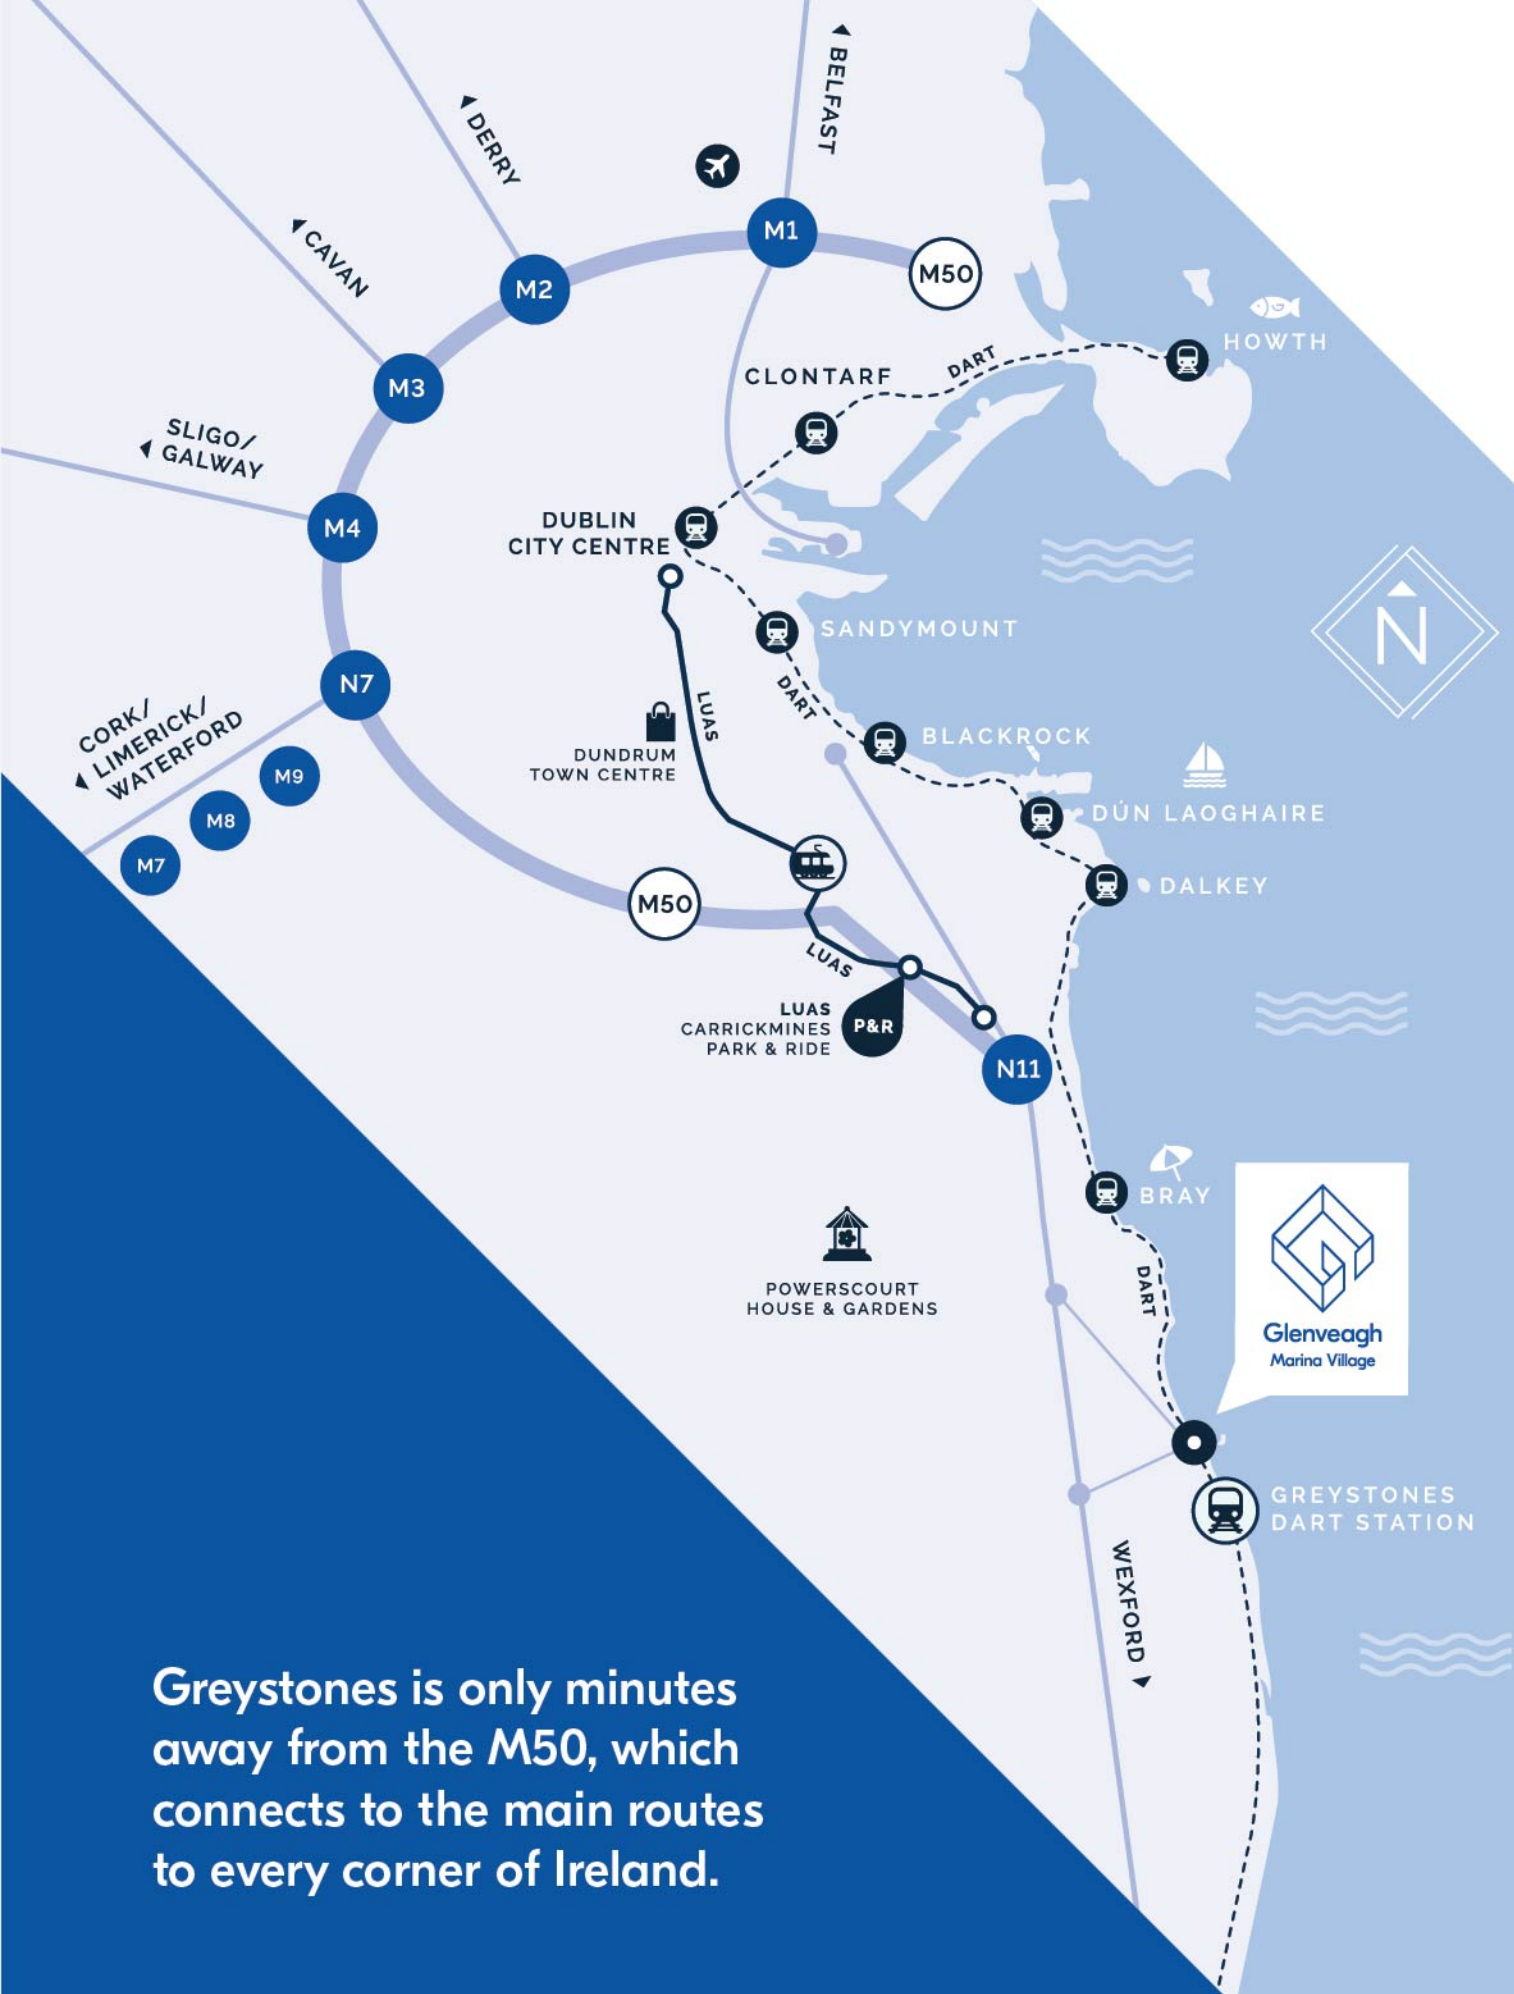 BELFAST
DERRY
M1
CAVAN
M50
M2
HOWTH
DART
CLONTARF
M3
SLIGO/
GALWAY
DUBLIN
CITY CENTRE
M4
SANDYMOUNT
N
N7
DART
LUAS
CORK/
LIMERICK/
WATERFORD
BLACKROCK
DUNDRUM
TOWN CENTRE
M9
DÚN LAOGHAIRE
M8
M7
DALKEY
M50
LUAS
LUAS
CARRICKMINES
PARK & RIDE
P&R
N11
BRAY
POWERSCOURT
HOUSE & GARDENS
DART
Glenveagh
Marina Village
GREYSTONES
DART STATION
WEXFORD
Greystones is only minutes
away from the M50, which
connects to the main routes
to every corner of Ireland.